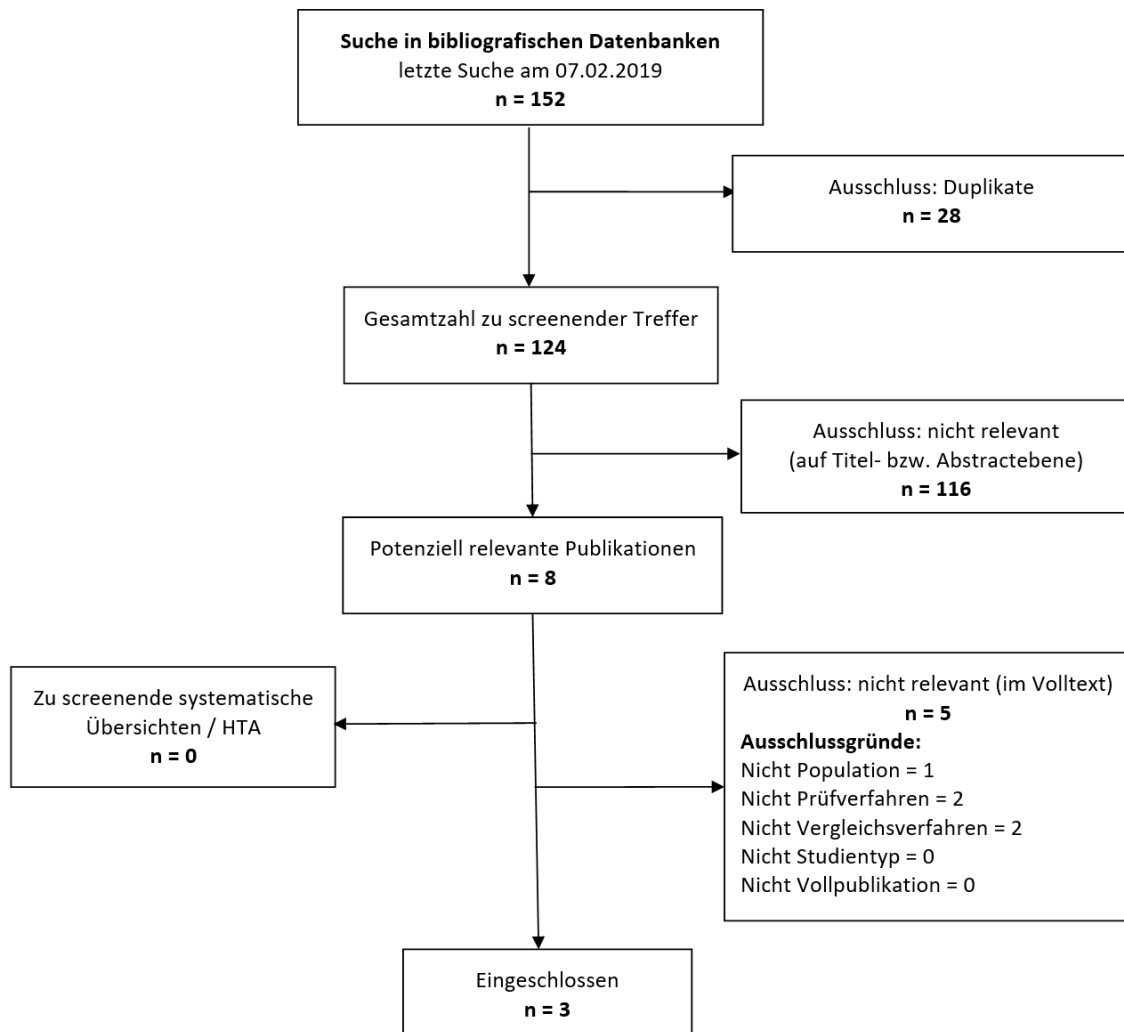 Suche in bibliografischen Datenbanken
letzte Suche am 07.02.2019
n = 152
Ausschluss: Duplikate
n = 28
Gesamtzahl zu screenender Treffer
n = 124
Ausschluss: nicht relevant
(auf Titel- bzw. Abstractebene)
n = 116
Potenziell relevante Publikationen
n = 8
Zu screenende systematische
Übersichten / HTA
n = 0
Ausschluss: nicht relevant (im Volltext)
n = 5
Ausschlussgründe:
Nicht Population = 1
Nicht Prüfverfahren = 2
Nicht Vergleichsverfahren = 2
Nicht Studientyp = 0
Nicht Vollpublikation = 0
Eingeschlossen
n = 3